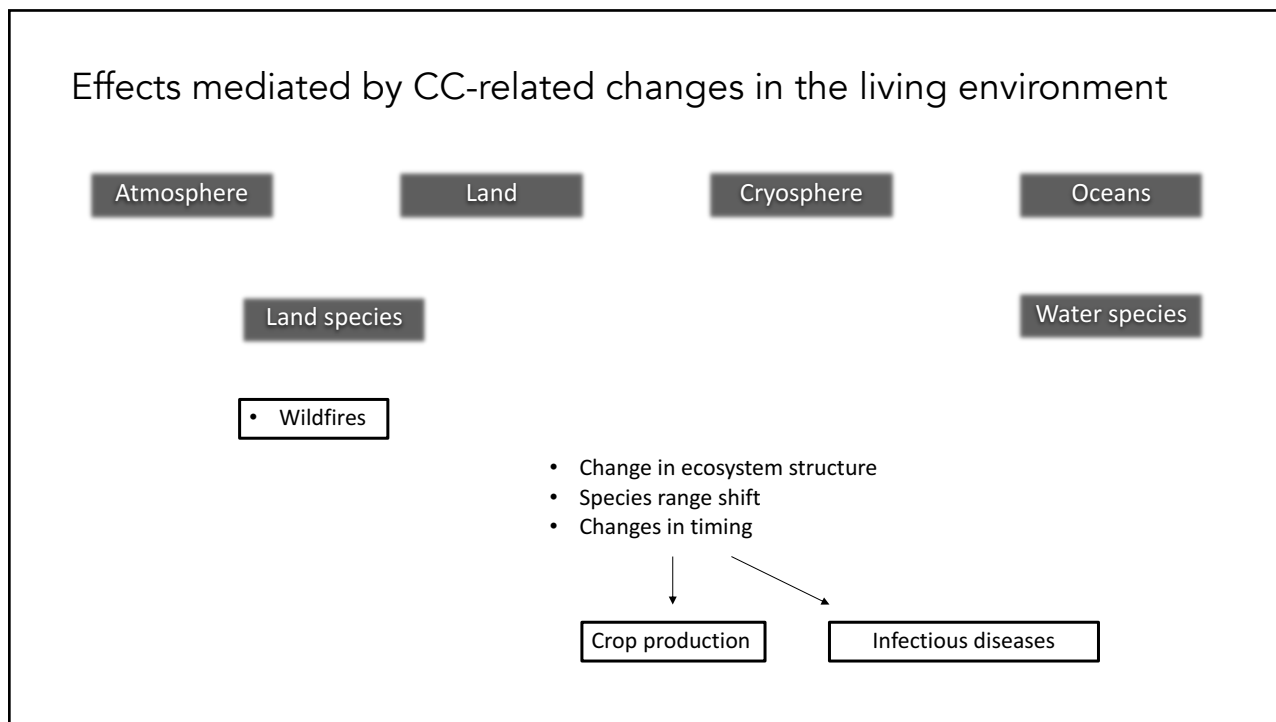 Effects mediated by CC-related changes in the living environment
Atmosphere
Land
Cryosphere
Oceans
Land species
Water species
• Wildfires
• Change in ecosystem structure
• Species range shift
• Changes in timing
Crop production
Infectious diseases